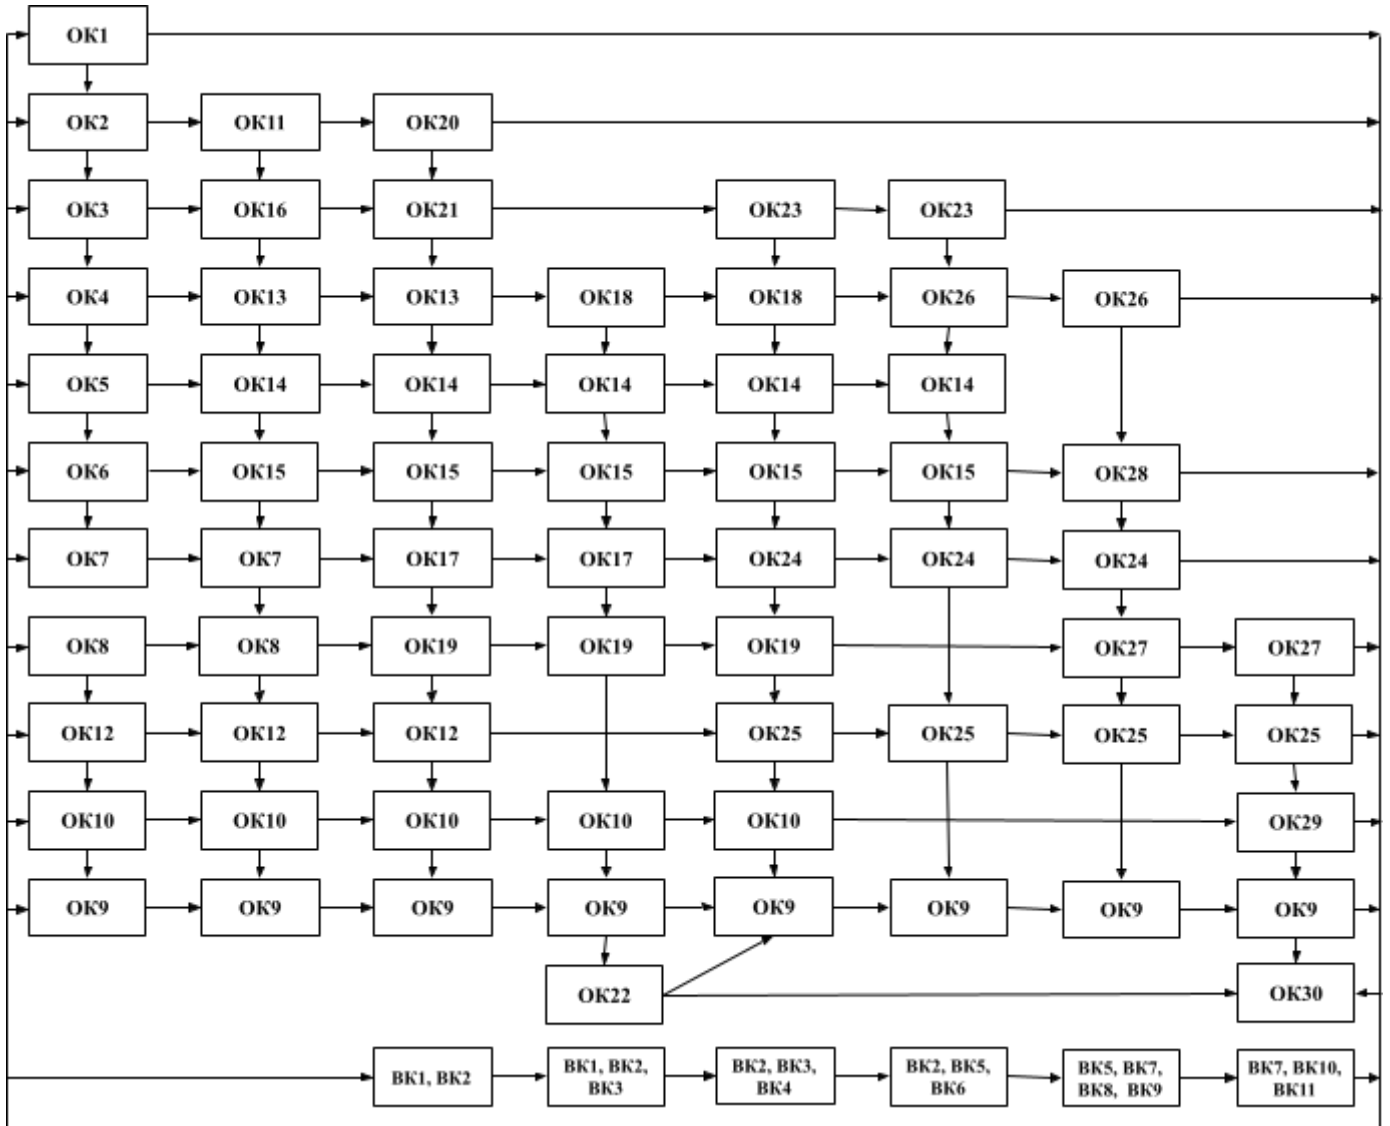 ОК1
ОК2
ОК11
ОК20
ОК3
ОК16
ОК21
ОК23
ОК23
ОК4
ОК13
ОК13
ОК18
ОК18
ОК26
ОК26
ОК5
ОК14
ОК14
ОК14
ОК14
ОК14
ОК6
ОК15
ОК15
ОК15
ОК15
ОК15
ОК28
ОК7
ОК7
ОК17
ОК17
ОК24
ОК24
ОК24
ОК8
ОК8
ОК19
ОК19
ОК19
ОК27
ОК27
ОК12
ОК12
ОК12
ОК25
ОК25
ОК25
ОК25
ОК10
ОК10
ОК10
ОК10
ОК10
ОК29
ОК9
ОК9
ОК9
ОК9
ОК9
ОК9
ОК9
ОК9
ОК22
ОК30
ВК1, ВК2
ВК1, ВК2,
ВК3
ВК2, ВК3,
ВК4
ВК2, ВК5,
ВК6
ВК5, ВК7,
ВК8, ВК9
ВК7, ВК10,
ВК11